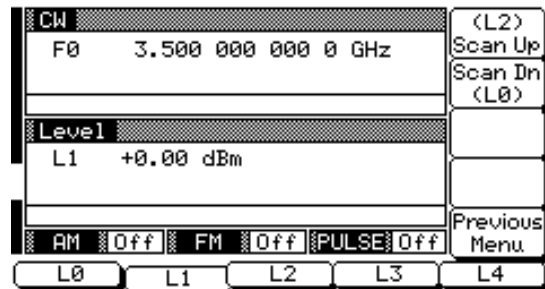 CW
F0 3.500 000 000 0 GHz
Level
L1 +0.00 dBm
AM Off FM Off PULSE Off
(L2)
Scan Up
Scan Dn
(L0)
Previous
Menu
L0 L1 L2 L3 L4